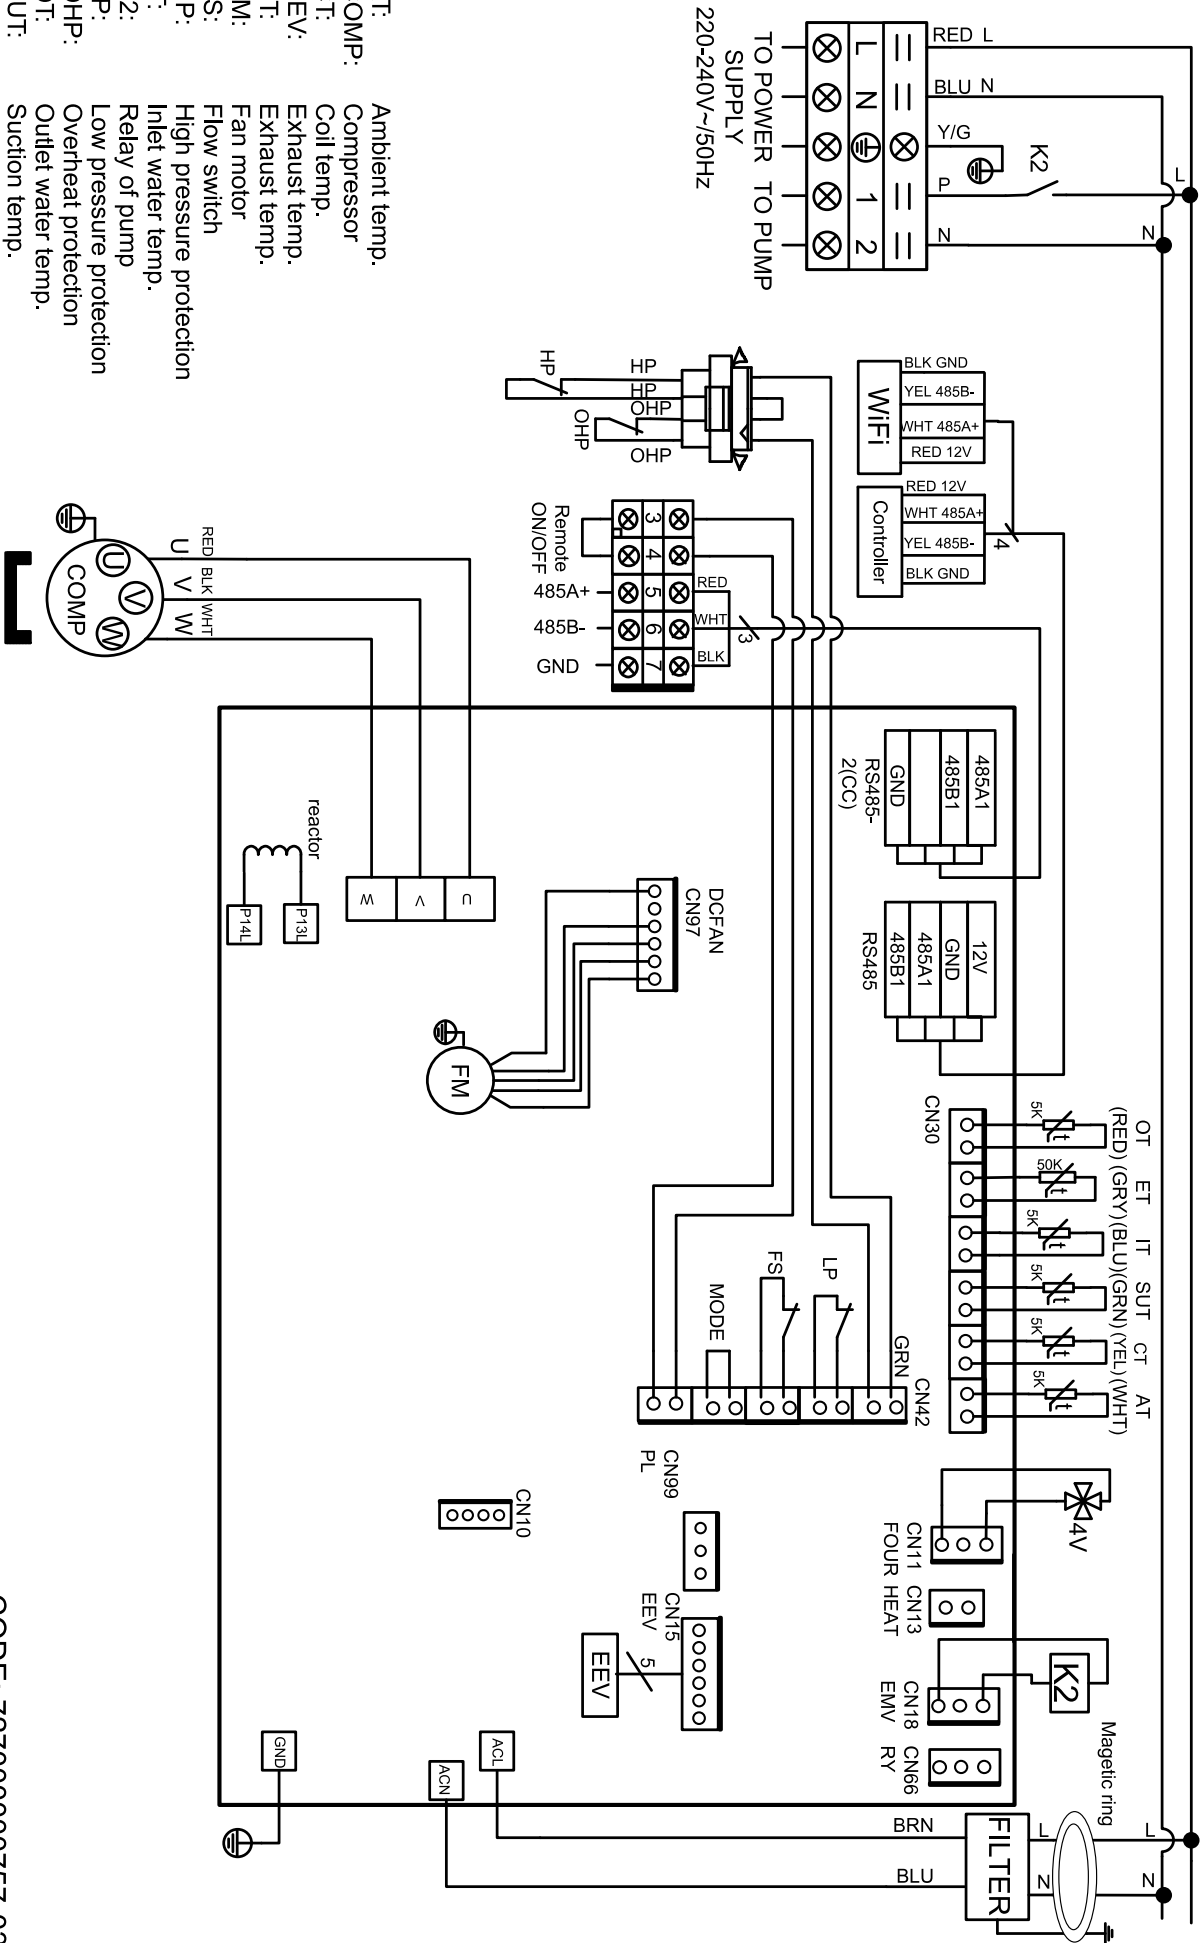 RED L
BLU N
Y/G
P
N
K2
L
N
L
N
1
2
TO POWER SUPPLY
220-240V~/50Hz
TO PUMP
T: Ambient temp.
OMP: Compressor
T: Coil temp.
EV: Exhaust temp.
T: Exhaust temp.
M: Fan motor
S: Flow switch
P: High pressure protection
: Inlet water temp.
2: Relay of pump
P: Low pressure protection
HP: Overheat protection
OT: Outlet water temp.
UT: Suction temp.
HP
HP
HP
OHP
OHP
OHP
WiFi
BLK GND
YEL 485B-
WHT 485A+
RED 12V
Controller
RED 12V
WHT 485A+
YEL 485B-
BLK GND
4
Remote
ON/OFF
485A+
485B-
GND
3
4
5
6
7
RED
WHT
BLK
3
COMP
U
V
W
U
V
W
RED
BLK
WHT
reactor
P14L
P13L
W
V
U
485A1
485B1
GND
RS485-
2(CC)
12V
GND
485A1
485B1
RS485
DCFAN
CN97
FM
CN30
OT
(RED)
5K
ET
(GRY)
50K
IT
(BLU)
5K
SUT
(GRN)
5K
CT
(YEL)
5K
AT
(WHT)
5K
t
t
t
t
t
t
FS
LP
MODE
GRN
CN42
CN99
PL
CN10
CN15
EEV
5
EEV
4V
CN11
FOUR
CN13
HEAT
K2
CN18
EMV
CN66
RY
Magetic ring
GND
ACN
ACL
BRN
BLU
FILTER
L
N
L
N